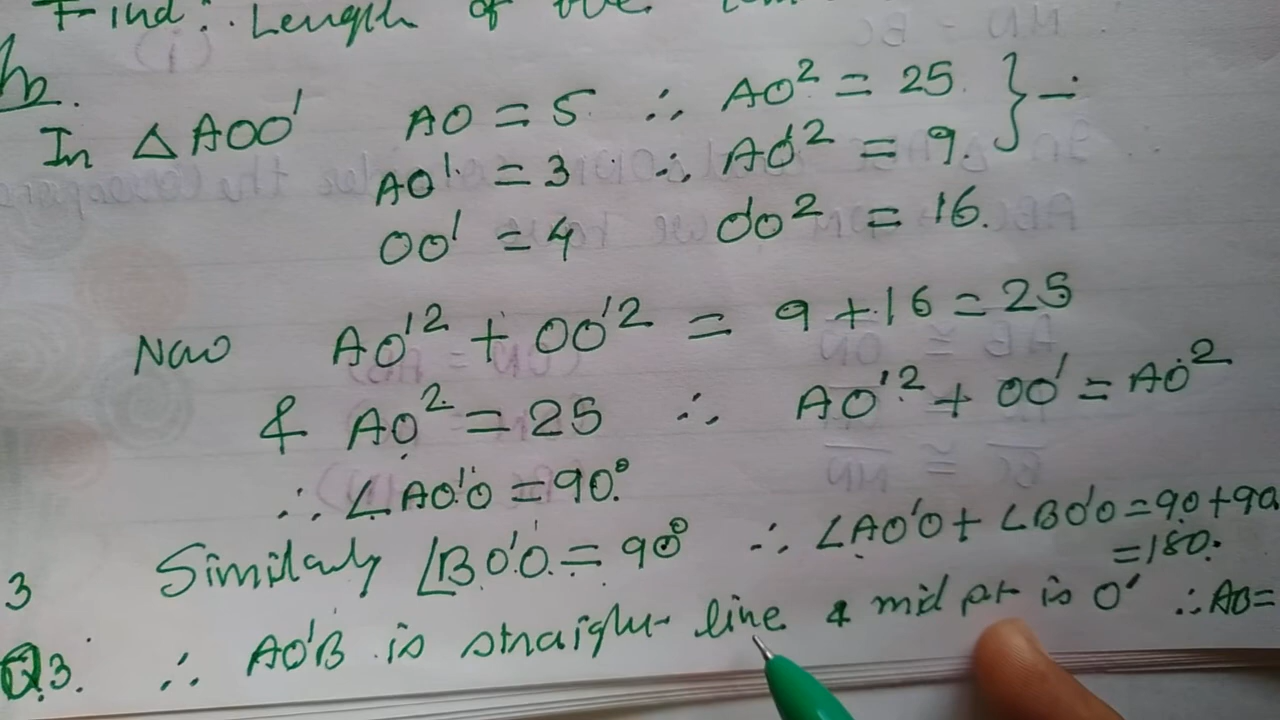 Find: Length of the
In △AOO' AO = 5 ∴ AO² = 25 } —
AO' = 3 ∴ AO'² = 9.
OO' = 4 OO'² = 16.
Now AO'² + OO'² = 9 + 16 = 25
& AO² = 25 ∴ AO'² + OO' = AO²
∴ ∠AO'O = 90°
Similarly ∠BO'O = 90° ∴ ∠AO'O + ∠BO'O = 90 + 90
= 180.
3
Q3. ∴ AO'B is straight line & mid pt is O' ∴ AB =